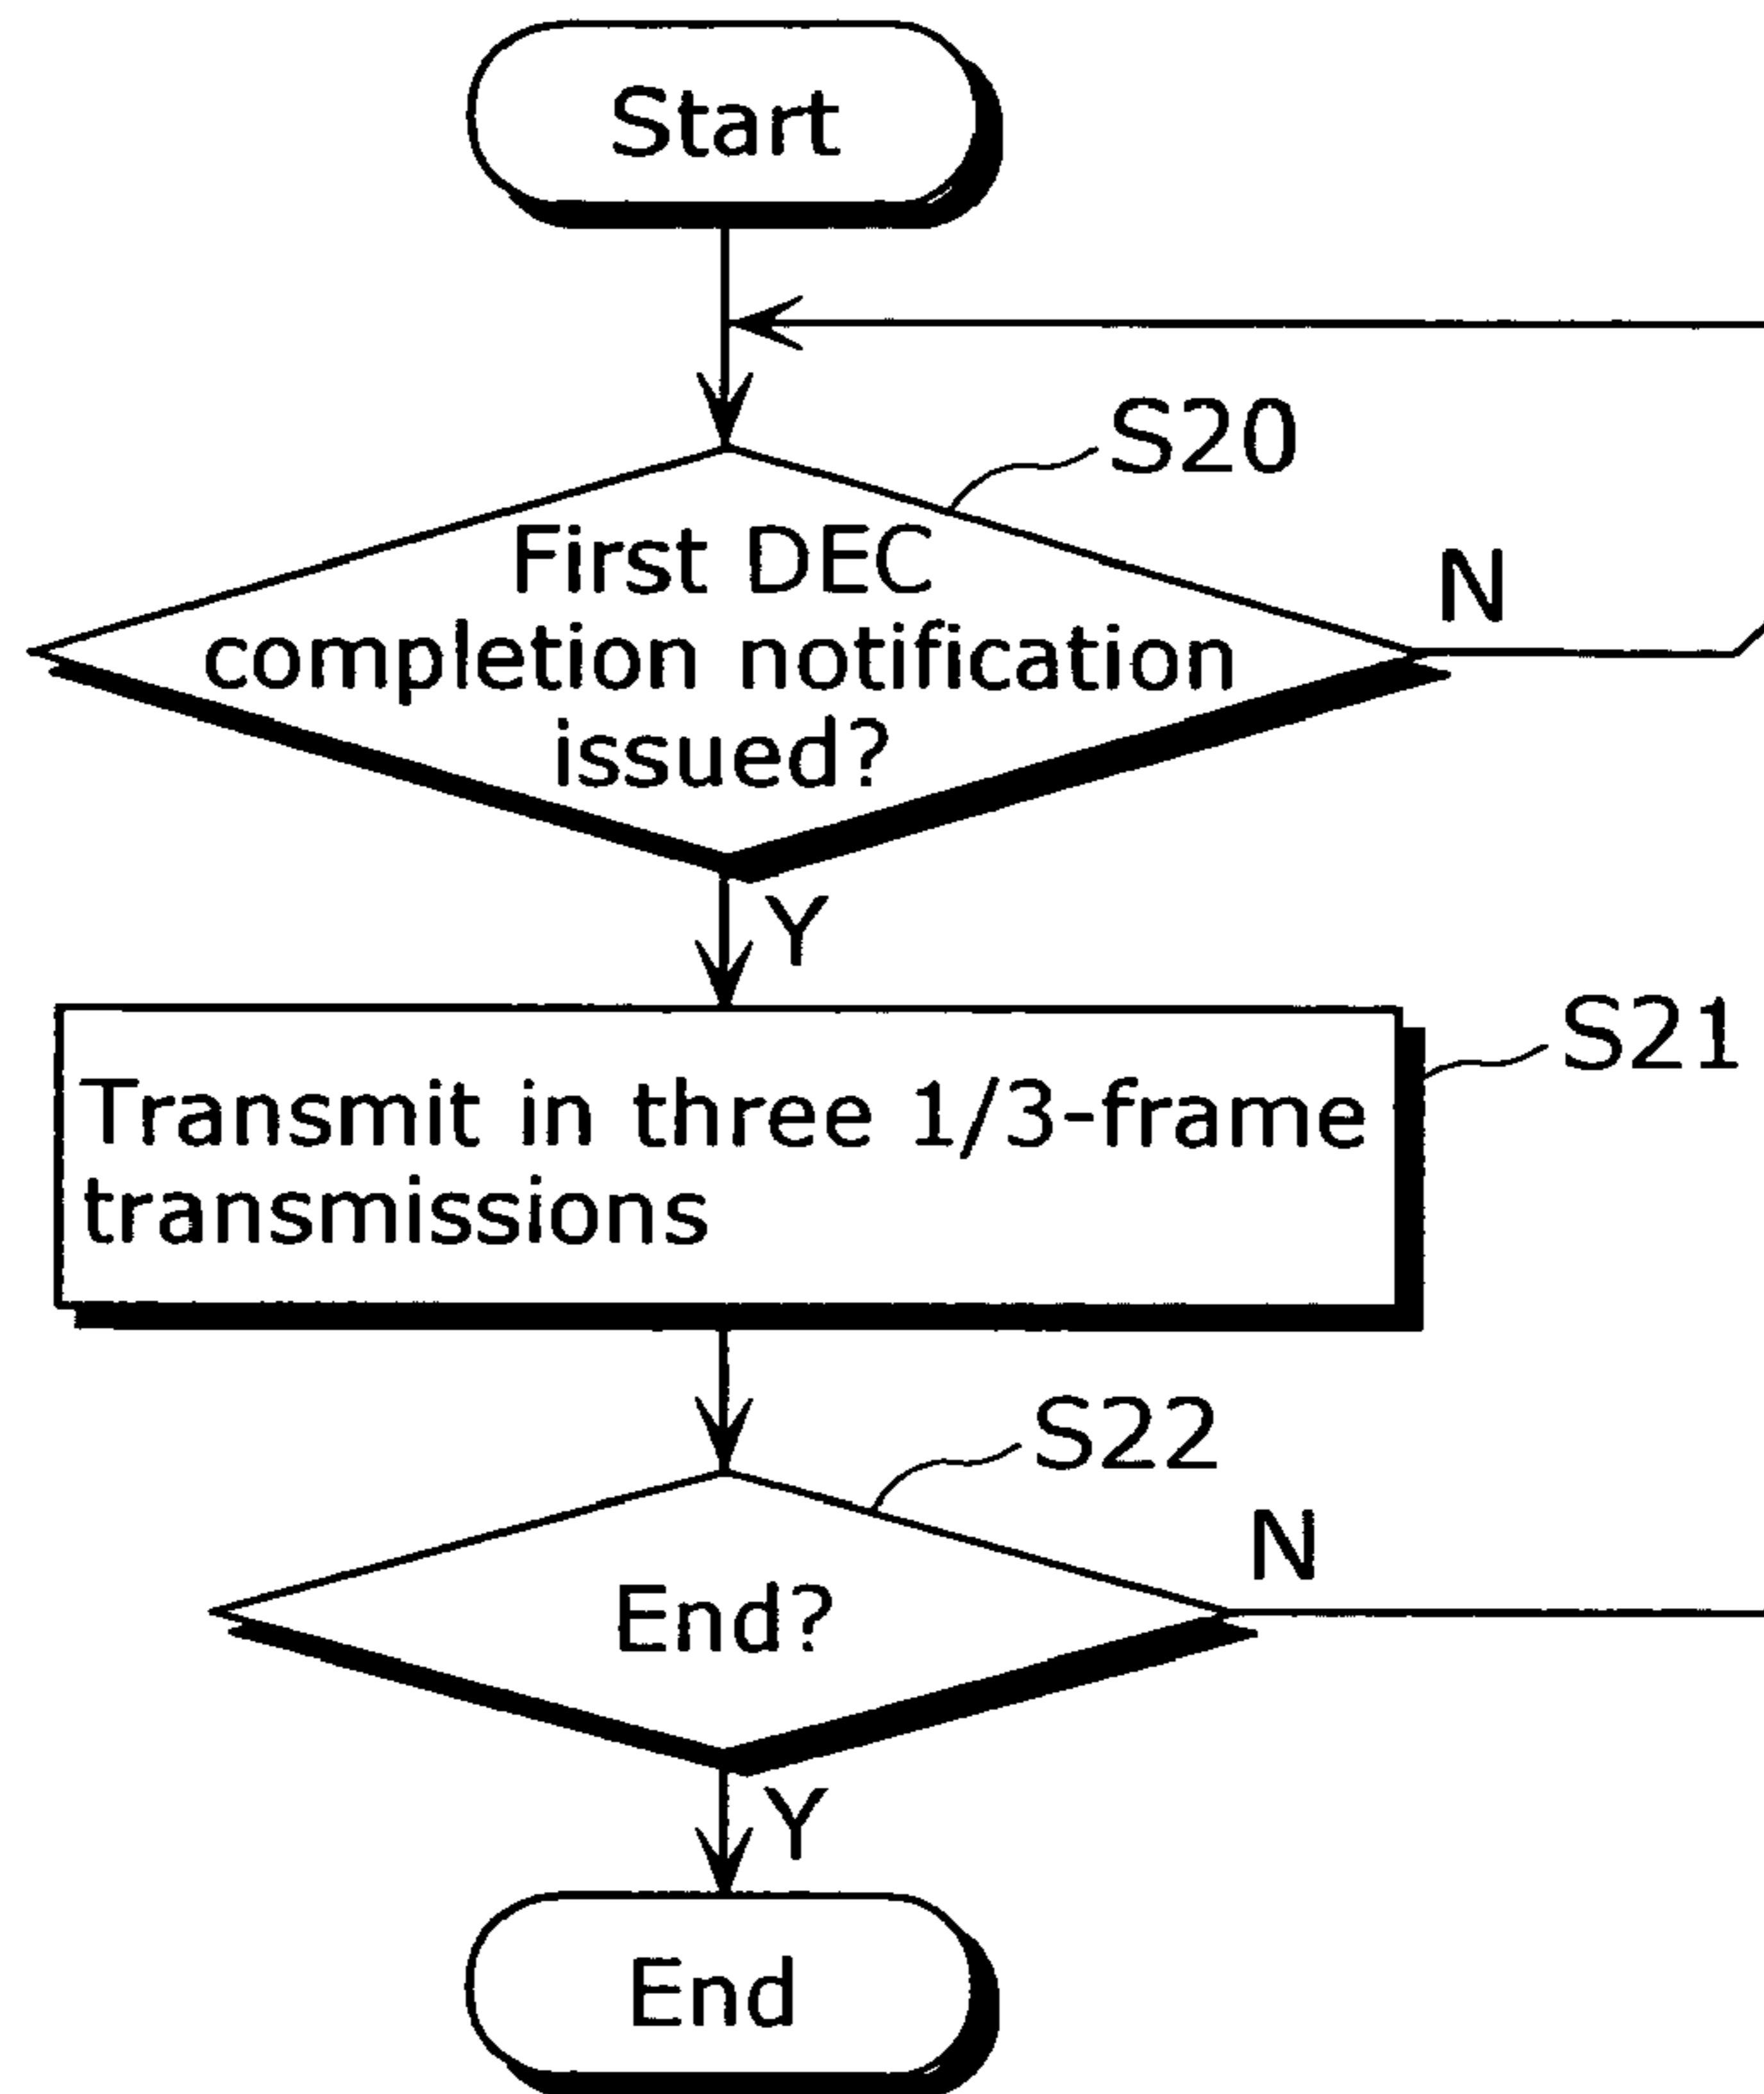 Start
S20
First DEC
completion notification
issued?
N
Y
S21
Transmit in three 1/3-frame
transmissions
S22
End?
N
Y
End